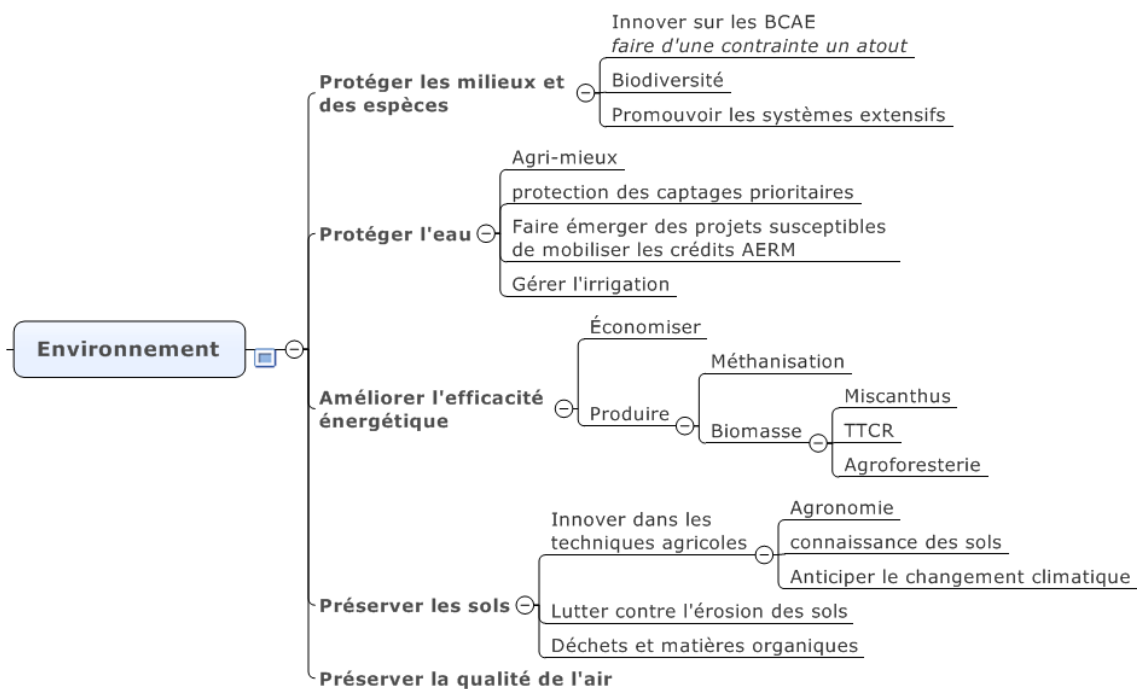 Environnement
Protéger les milieux et
des espèces
Innover sur les BCAE
faire d'une contrainte un atout
Biodiversité
Promouvoir les systèmes extensifs
Protéger l'eau
Agri-mieux
protection des captages prioritaires
Faire émerger des projets susceptibles
de mobiliser les crédits AERM
Gérer l'irrigation
Améliorer l'efficacité
énergétique
Économiser
Produire
Méthanisation
Biomasse
Miscanthus
TTCR
Agroforesterie
Préserver les sols
Innover dans les
techniques agricoles
Agronomie
connaissance des sols
Anticiper le changement climatique
Lutter contre l'érosion des sols
Déchets et matières organiques
Préserver la qualité de l'air